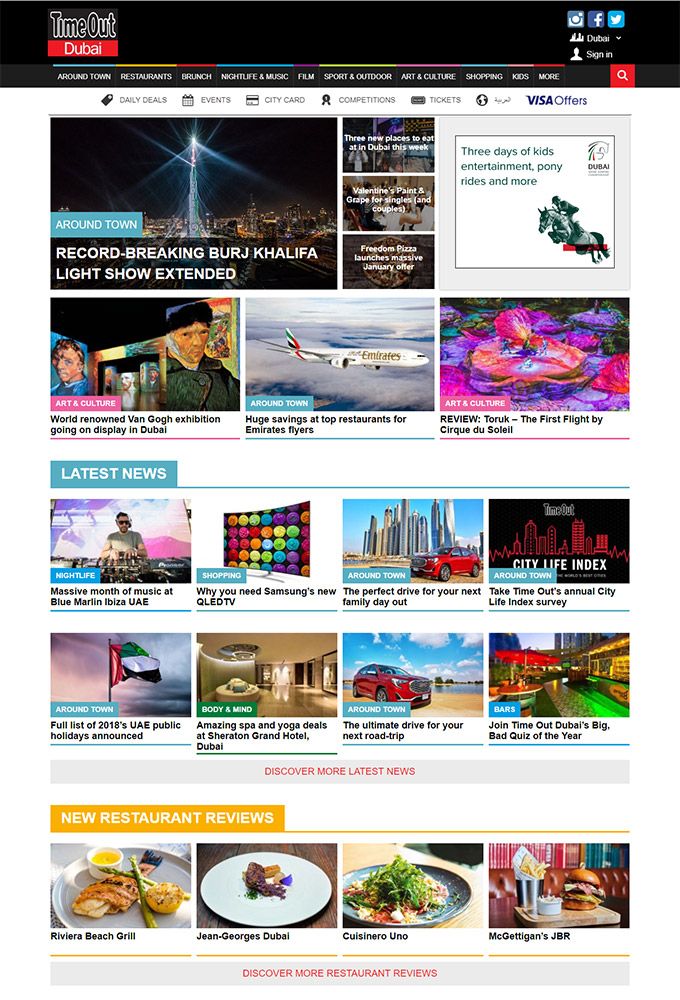 Time Out
Dubai
Dubai
Sign in
AROUND TOWN RESTAURANTS BRUNCH NIGHTLIFE & MUSIC FILM SPORT & OUTDOOR ART & CULTURE SHOPPING KIDS MORE
DAILY DEALS EVENTS CITY CARD COMPETITIONS TICKETS العربية VISA Offers
AROUND TOWN
RECORD-BREAKING BURJ KHALIFA
LIGHT SHOW EXTENDED
Three new places to eat
at in Dubai this week
Valentine's Paint &
Grape for singles (and
couples)
Freedom Pizza
launches massive
January offer
Three days of kids
entertainment, pony
rides and more
DUBAI
ART & CULTURE
World renowned Van Gogh exhibition
going on display in Dubai
Emirates
AROUND TOWN
Huge savings at top restaurants for
Emirates flyers
ART & CULTURE
REVIEW: Toruk – The First Flight by
Cirque du Soleil
LATEST NEWS
Pioneer
NIGHTLIFE
Massive month of music at
Blue Marlin Ibiza UAE
SHOPPING
Why you need Samsung's new
QLEDTV
AROUND TOWN
The perfect drive for your next
family day out
Time Out
CITY LIFE INDEX
THE WORLD'S BEST CITIES
AROUND TOWN
Take Time Out's annual City
Life Index survey
AROUND TOWN
Full list of 2018's UAE public
holidays announced
BODY & MIND
Amazing spa and yoga deals
at Sheraton Grand Hotel,
Dubai
AROUND TOWN
The ultimate drive for your
next road-trip
BARS
Join Time Out Dubai's Big,
Bad Quiz of the Year
DISCOVER MORE LATEST NEWS
NEW RESTAURANT REVIEWS
Riviera Beach Grill
Jean-Georges Dubai
Cuisinero Uno
McGettigan's JBR
DISCOVER MORE RESTAURANT REVIEWS